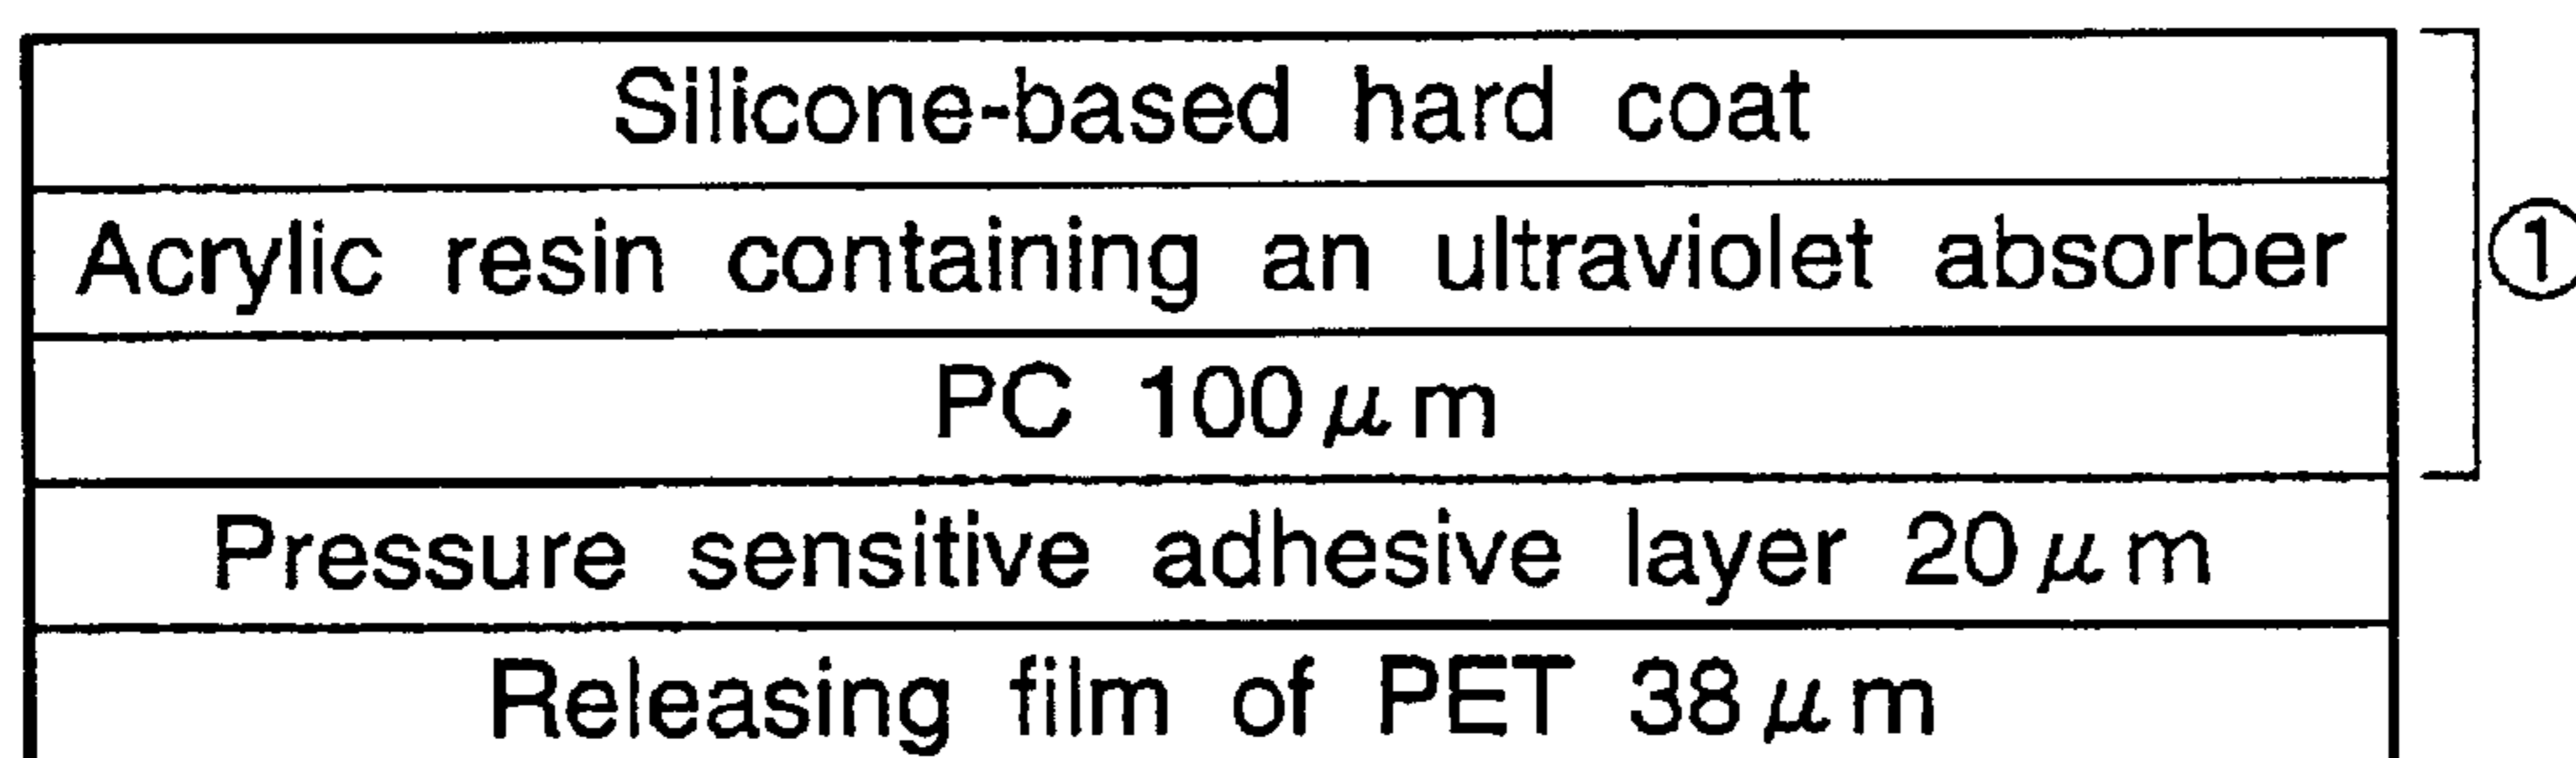 Silicone-based hard coat
Acrylic resin containing an ultraviolet absorber
①
PC 100μm
Pressure sensitive adhesive layer 20μm
Releasing film of PET 38μm